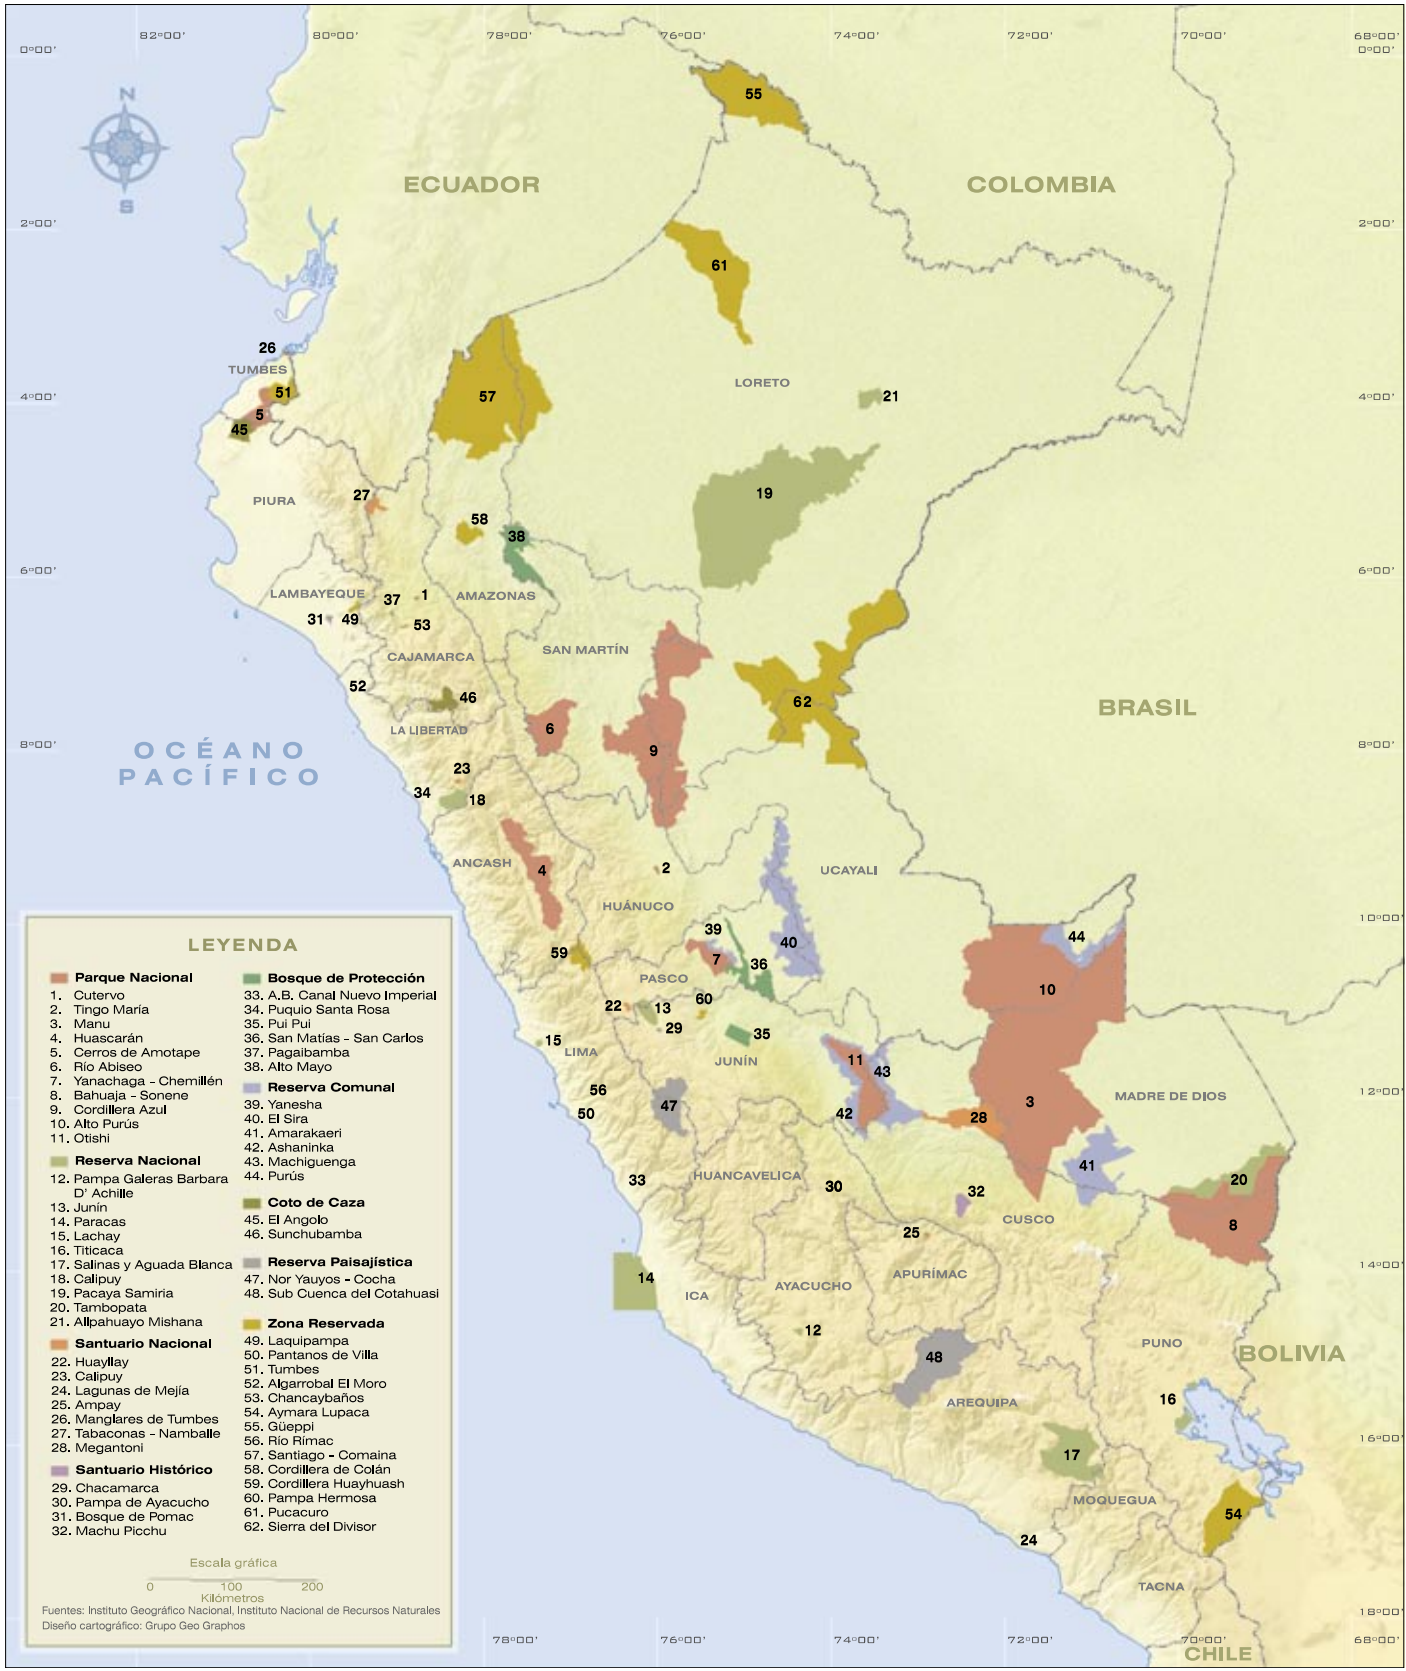 82°00' 80°00' 78°00' 76°00' 74°00' 72°00' 70°00' 68°00'
0°00' 0°00'
N
S
55
ECUADOR COLOMBIA
2°00' 2°00'
61
26
TUMBES
51
57
LORETO
21
4°00' 4°00'
5
45
27
PIURA
19
58
38
6°00' 6°00'
LAMBAYEQUE
37
1
AMAZONAS
31 49
53
SAN MARTÍN
CAJAMARCA
52
46
62
BRASIL
LA LIBERTAD
6
9
8°00' 8°00'
OCÉANO
PACÍFICO
23
34
18
ANCASH
4
2
UCAYALI
HUÁNUCO
10°00'
39
40
44
59
7
36
PASCO
10
60
22
13
29
35
15
LIMA
JUNÍN
11
43
56
47
50
42
28
3
12°00'
MADRE DE DIOS
41
HUANCAVELICA
33
30
32
20
CUSCO
8
25
14°00'
14
APURÍMAC
AYACUCHO
ICA
12
PUNO
48
BOLIVIA
AREQUIPA
16
16°00'
17
MOQUEGUA
54
24
TACNA
18°00'
78°00' 76°00' 74°00' 72°00' 70°00' 68°00'
CHILE
LEYENDA
Parque Nacional
1. Cutervo
2. Tingo María
3. Manu
4. Huascarán
5. Cerros de Amotape
6. Río Abiseo
7. Yanachaga - Chemillén
8. Bahuaja - Sonene
9. Cordillera Azul
10. Alto Purús
11. Otishi
Reserva Nacional
12. Pampa Galeras Barbara
D' Achille
13. Junín
14. Paracas
15. Lachay
16. Titicaca
17. Salinas y Aguada Blanca
18. Calipuy
19. Pacaya Samiria
20. Tambopata
21. Allpahuayo Mishana
Santuario Nacional
22. Huayllay
23. Calipuy
24. Lagunas de Mejía
25. Ampay
26. Manglares de Tumbes
27. Tabaconas - Namballe
28. Megantoni
Santuario Histórico
29. Chacamarca
30. Pampa de Ayacucho
31. Bosque de Pomac
32. Machu Picchu
Bosque de Protección
33. A.B. Canal Nuevo Imperial
34. Puquio Santa Rosa
35. Pui Pui
36. San Matías - San Carlos
37. Pagaibamba
38. Alto Mayo
Reserva Comunal
39. Yanesha
40. El Sira
41. Amarakaeri
42. Ashaninka
43. Machiguenga
44. Purús
Coto de Caza
45. El Angolo
46. Sunchubamba
Reserva Paisajística
47. Nor Yauyos - Cocha
48. Sub Cuenca del Cotahuasi
Zona Reservada
49. Laquipampa
50. Pantanos de Villa
51. Tumbes
52. Algarrobal El Moro
53. Chancaybaños
54. Aymara Lupaca
55. Güeppi
56. Río Rímac
57. Santiago - Comaina
58. Cordillera de Colán
59. Cordillera Huayhuash
60. Pampa Hermosa
61. Pucacuro
62. Sierra del Divisor
Escala gráfica
0 100 200
Kilómetros
Fuentes: Instituto Geográfico Nacional, Instituto Nacional de Recursos Naturales
Diseño cartográfico: Grupo Geo Graphos